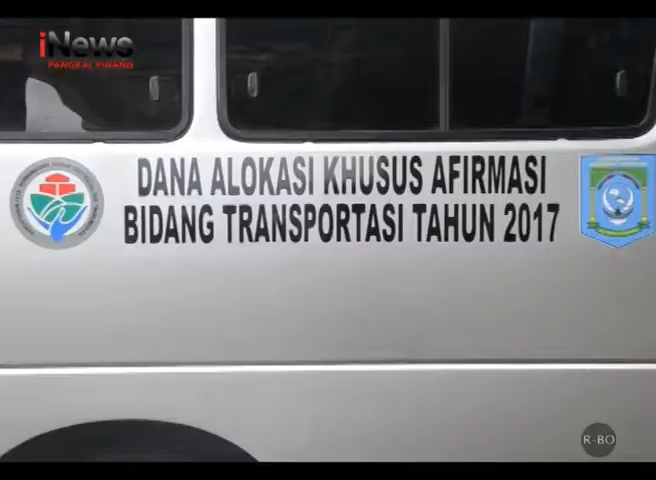 iNews
PANGKAL PINANG
DANA ALOKASI KHUSUS AFIRMASI
BIDANG TRANSPORTASI TAHUN 2017
R-BO